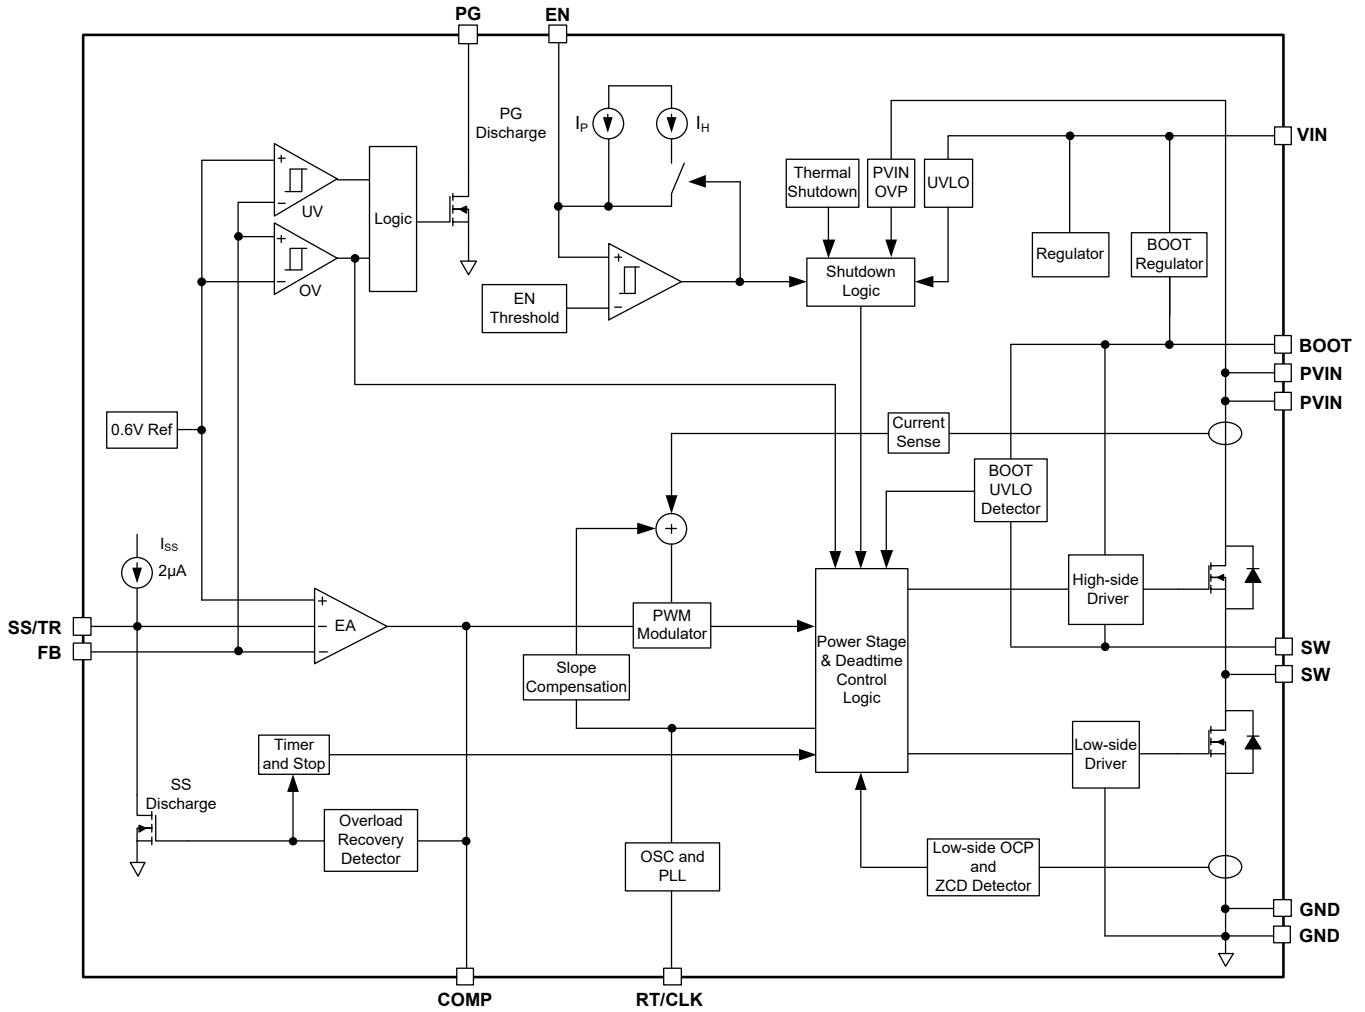 PG
EN
PG
Discharge
IP
IH
VIN
Thermal
Shutdown
PVIN
OVP
UVLO
+
−
UV
Logic
+
−
OV
Regulator
BOOT
Regulator
+
−
EN
Threshold
Shutdown
Logic
BOOT
PVIN
PVIN
0.6V Ref
Current
Sense
BOOT
UVLO
Detector
+
ISS
2µA
SS/TR
FB
+
−
−
EA
PWM
Modulator
Slope
Compensation
Power Stage
& Deadtime
Control
Logic
High-side
Driver
SW
SW
Low-side
Driver
Timer
and Stop
SS
Discharge
Overload
Recovery
Detector
OSC and
PLL
Low-side OCP
and
ZCD Detector
GND
GND
COMP
RT/CLK